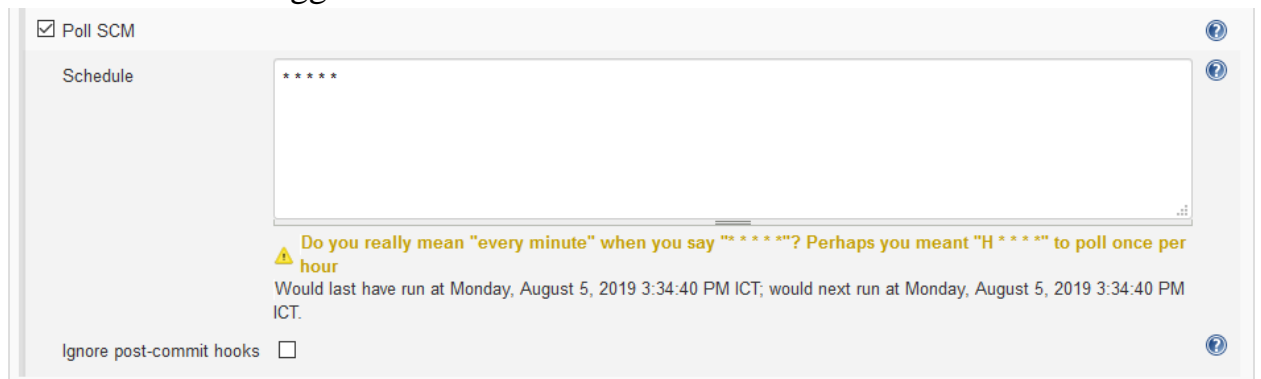 gg
Poll SCM
Schedule
* * * * *
Do you really mean "every minute" when you say "* * * * *"? Perhaps you meant "H * * * *" to poll once per
hour
Would last have run at Monday, August 5, 2019 3:34:40 PM ICT; would next run at Monday, August 5, 2019 3:34:40 PM
ICT.
Ignore post-commit hooks